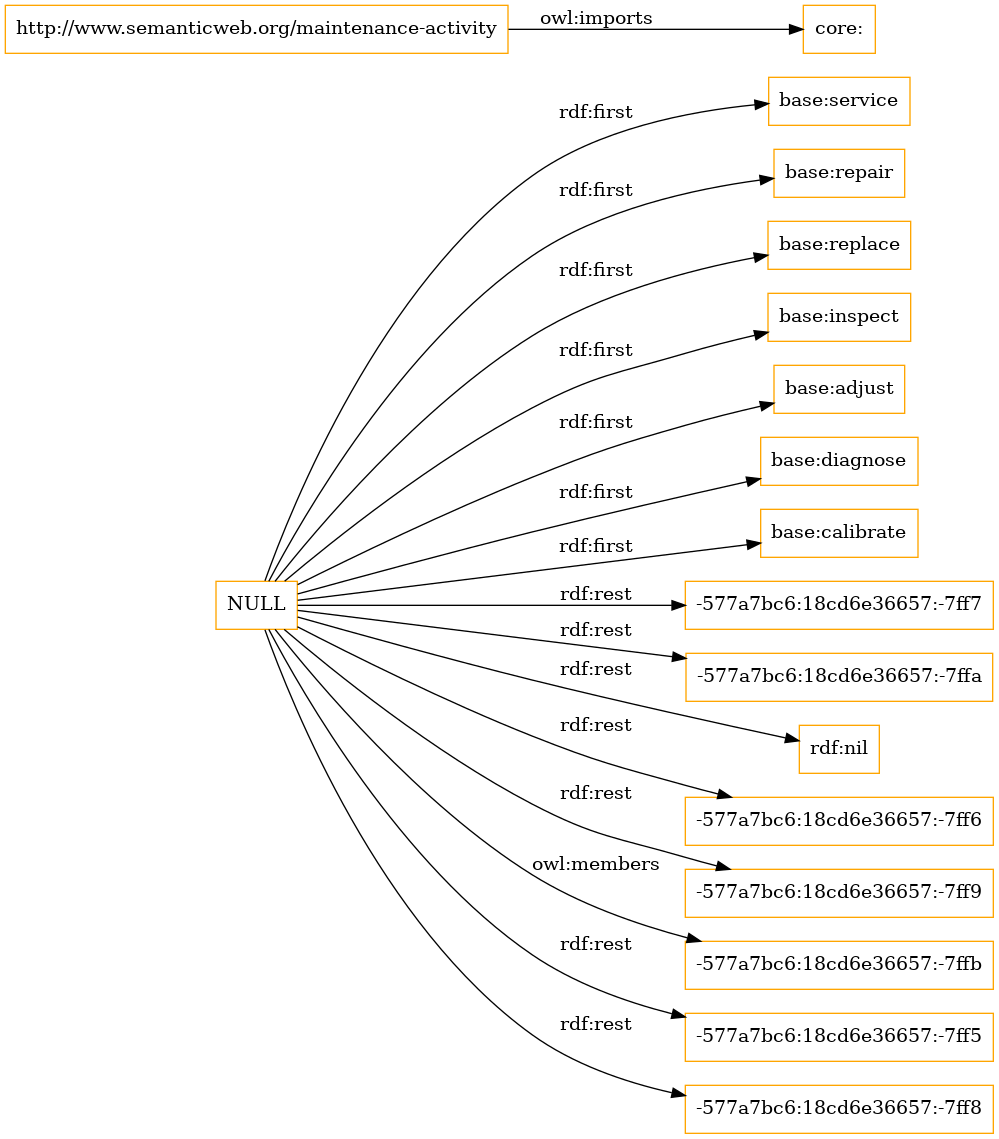 http://www.semanticweb.org/maintenance-activity
owl:imports
core:
rdf:first
base:service
rdf:first
base:repair
rdf:first
base:replace
rdf:first
base:inspect
rdf:first
base:adjust
rdf:first
base:diagnose
rdf:first
base:calibrate
NULL
rdf:rest
-577a7bc6:18cd6e36657:-7ff7
rdf:rest
-577a7bc6:18cd6e36657:-7ffa
rdf:rest
rdf:nil
rdf:rest
-577a7bc6:18cd6e36657:-7ff6
rdf:rest
-577a7bc6:18cd6e36657:-7ff9
owl:members
-577a7bc6:18cd6e36657:-7ffb
rdf:rest
-577a7bc6:18cd6e36657:-7ff5
rdf:rest
-577a7bc6:18cd6e36657:-7ff8